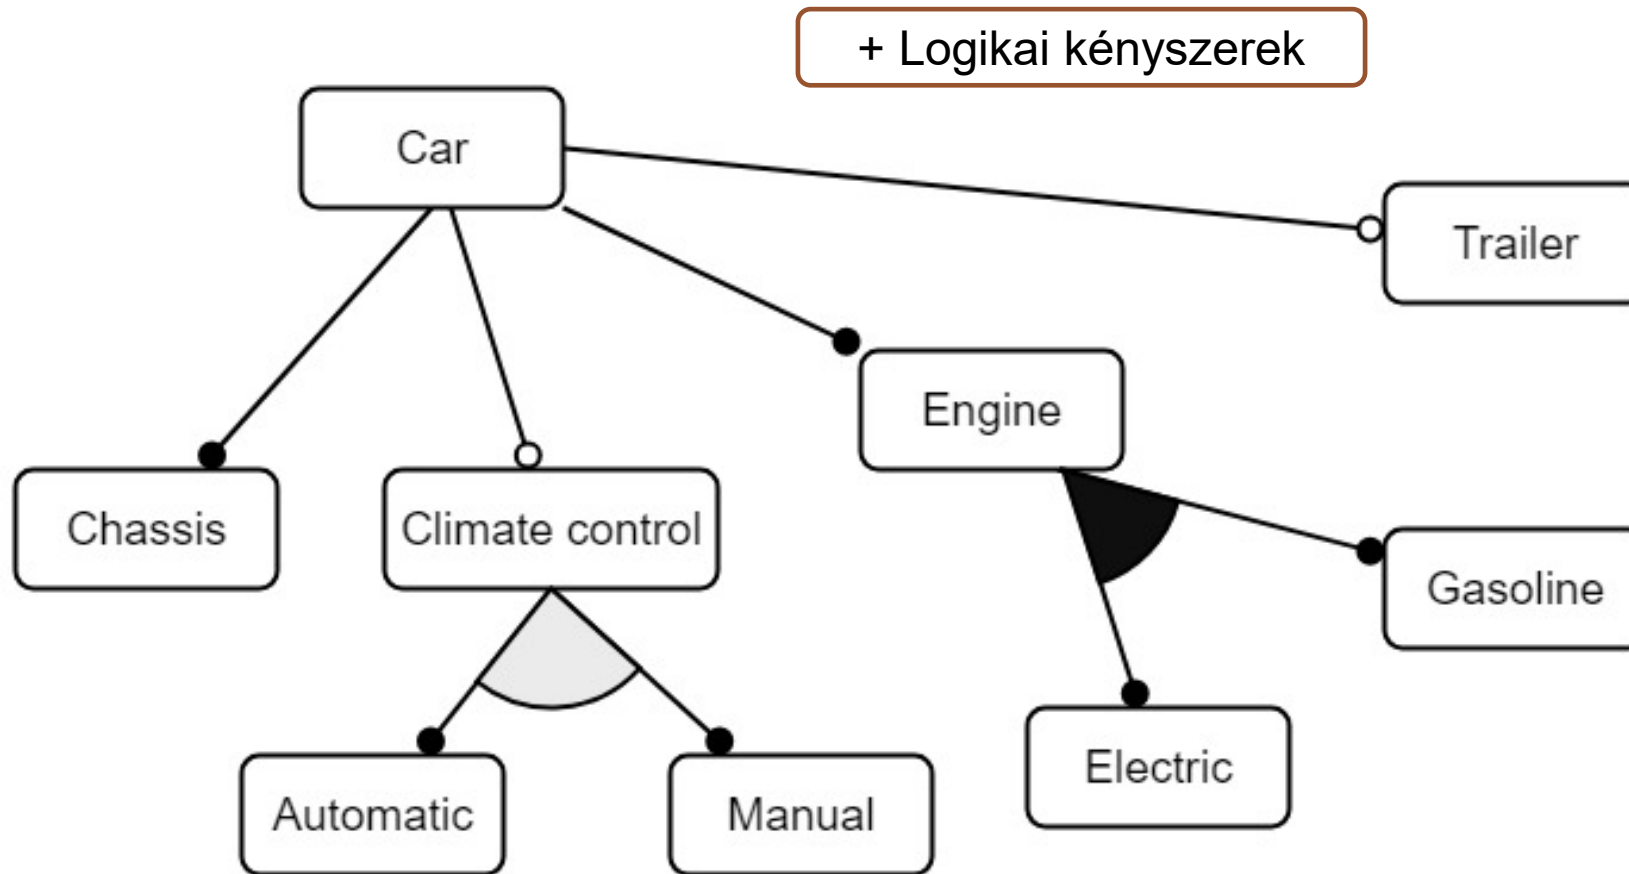 + Logikai kényszerek
Car
Trailer
Engine
Chassis
Climate control
Gasoline
Electric
Automatic
Manual